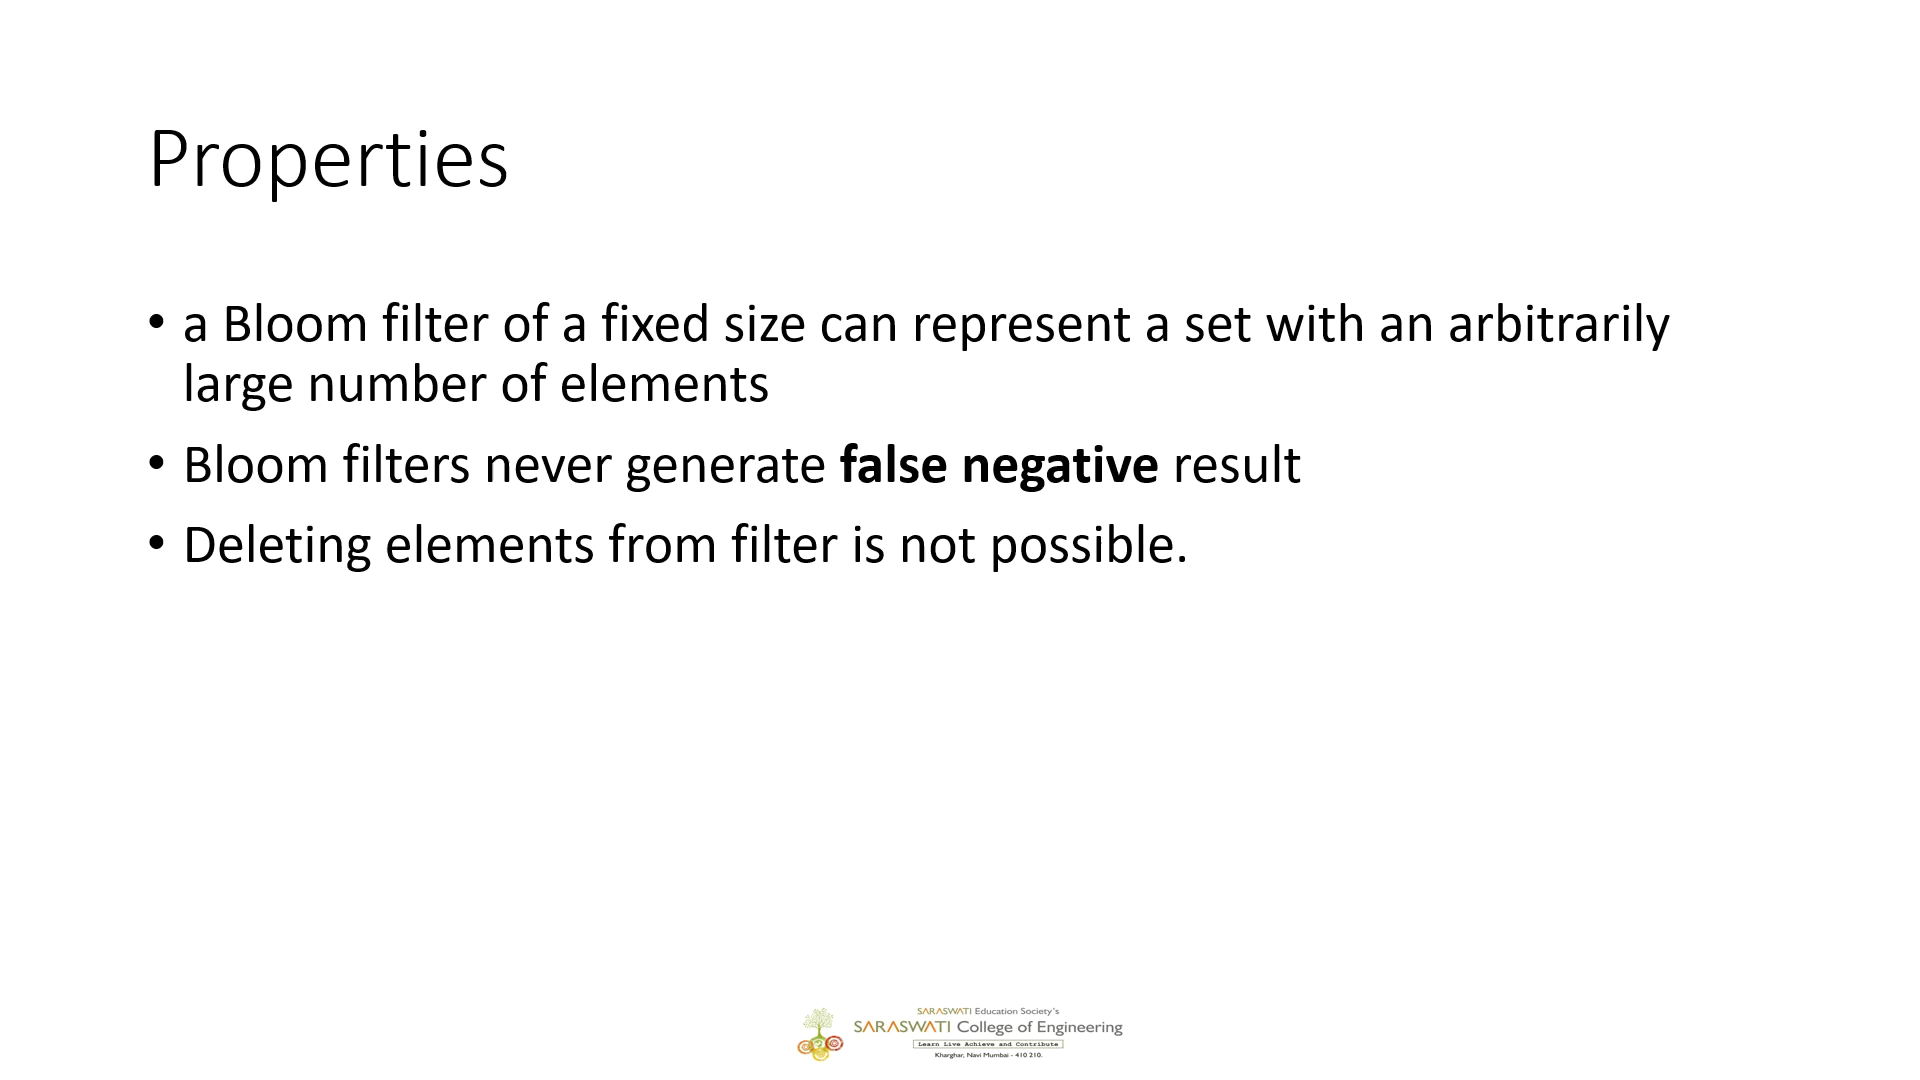 Properties
• a Bloom filter of a fixed size can represent a set with an arbitrarily
large number of elements
• Bloom filters never generate false negative result
• Deleting elements from filter is not possible.
SARASWATI Education Society's
SARASWATI College of Engineering
Learn Live Achieve and Contribute
Kharghar, Navi Mumbai - 410 210.